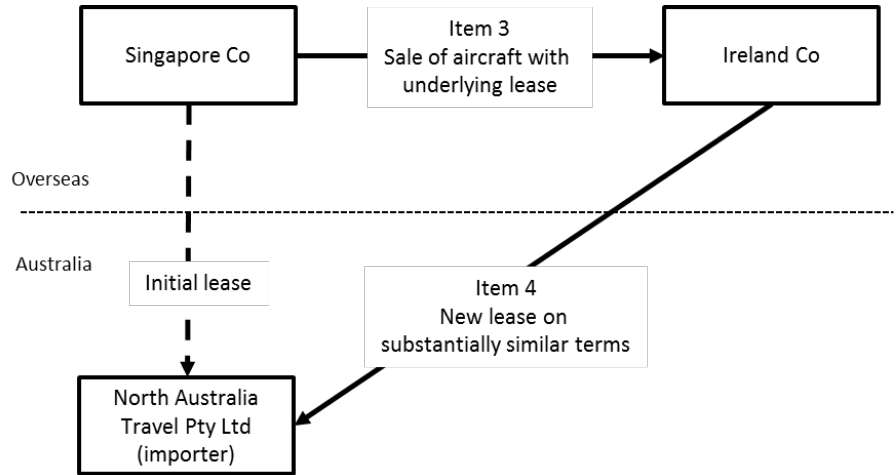 Singapore Co
Item 3
Sale of aircraft with
underlying lease
Ireland Co
Overseas
Australia
Initial lease
Item 4
New lease on
substantially similar terms
North Australia
Travel Pty Ltd
(importer)